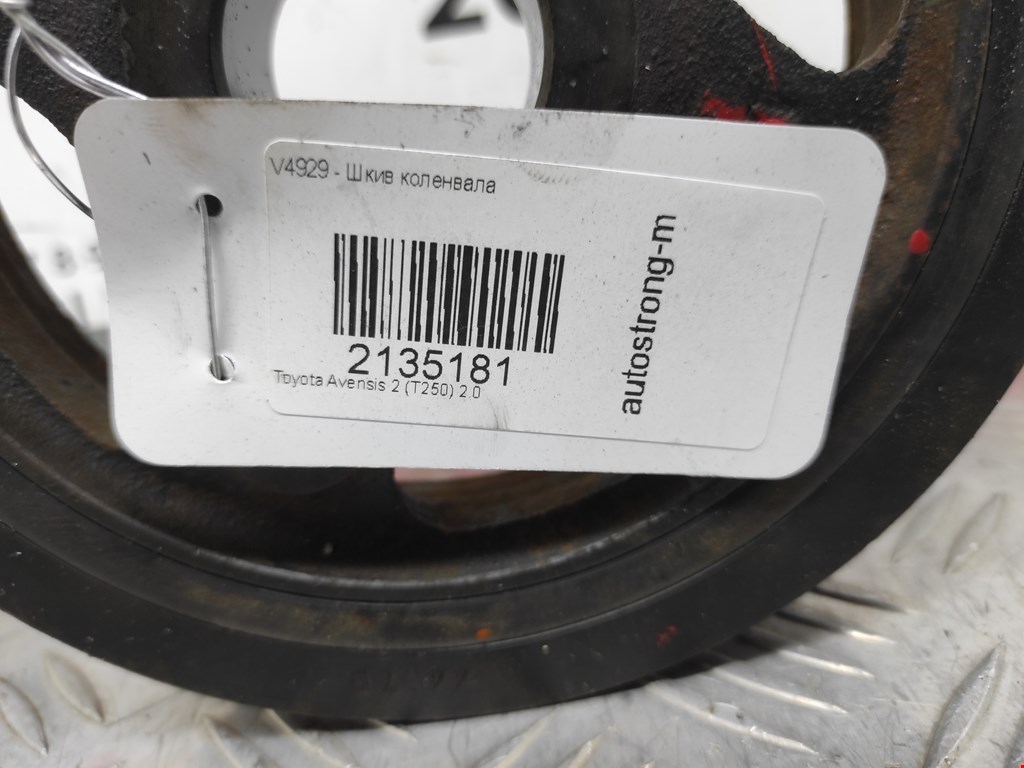 V4929 - Шкив коленвала
2135181
Toyota Avensis 2 (T250) 2.0
autostrong-m